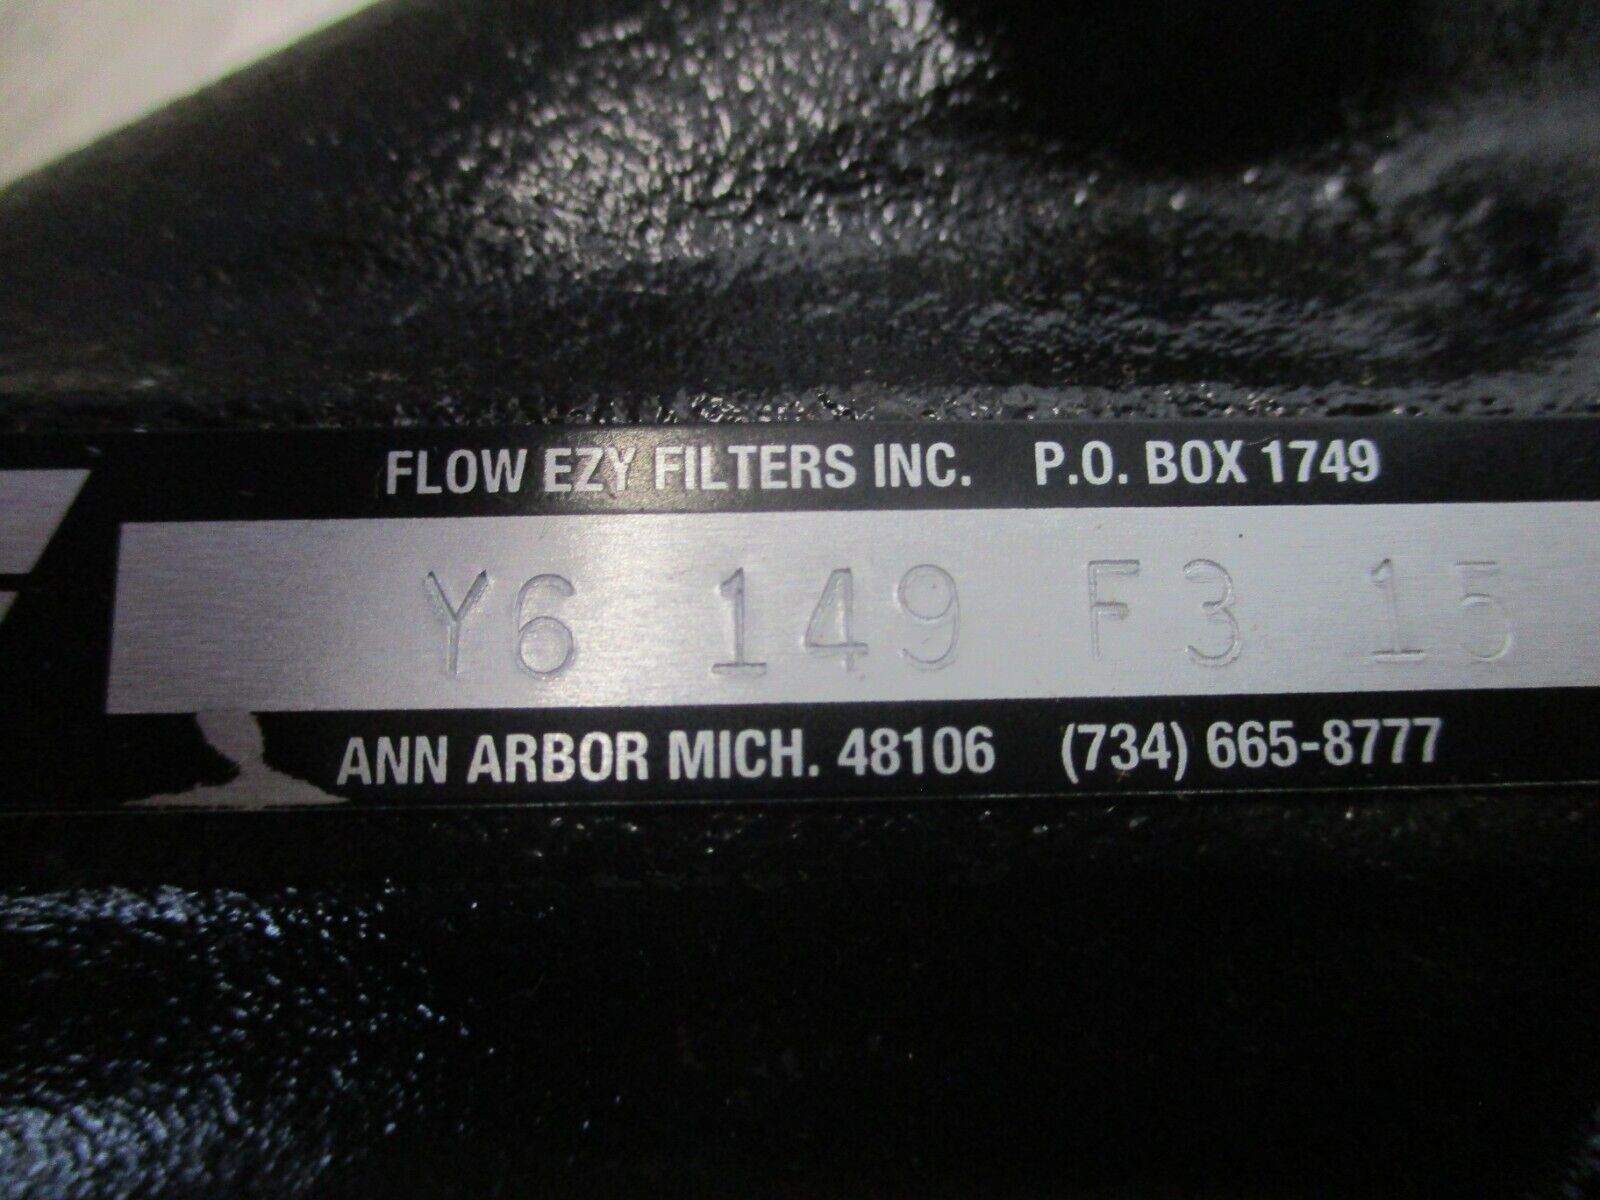 FLOW EZY FILTERS INC. P.O. BOX 1749
Y6 149 F3 15
ANN ARBOR MICH. 48106 (734) 665-8777